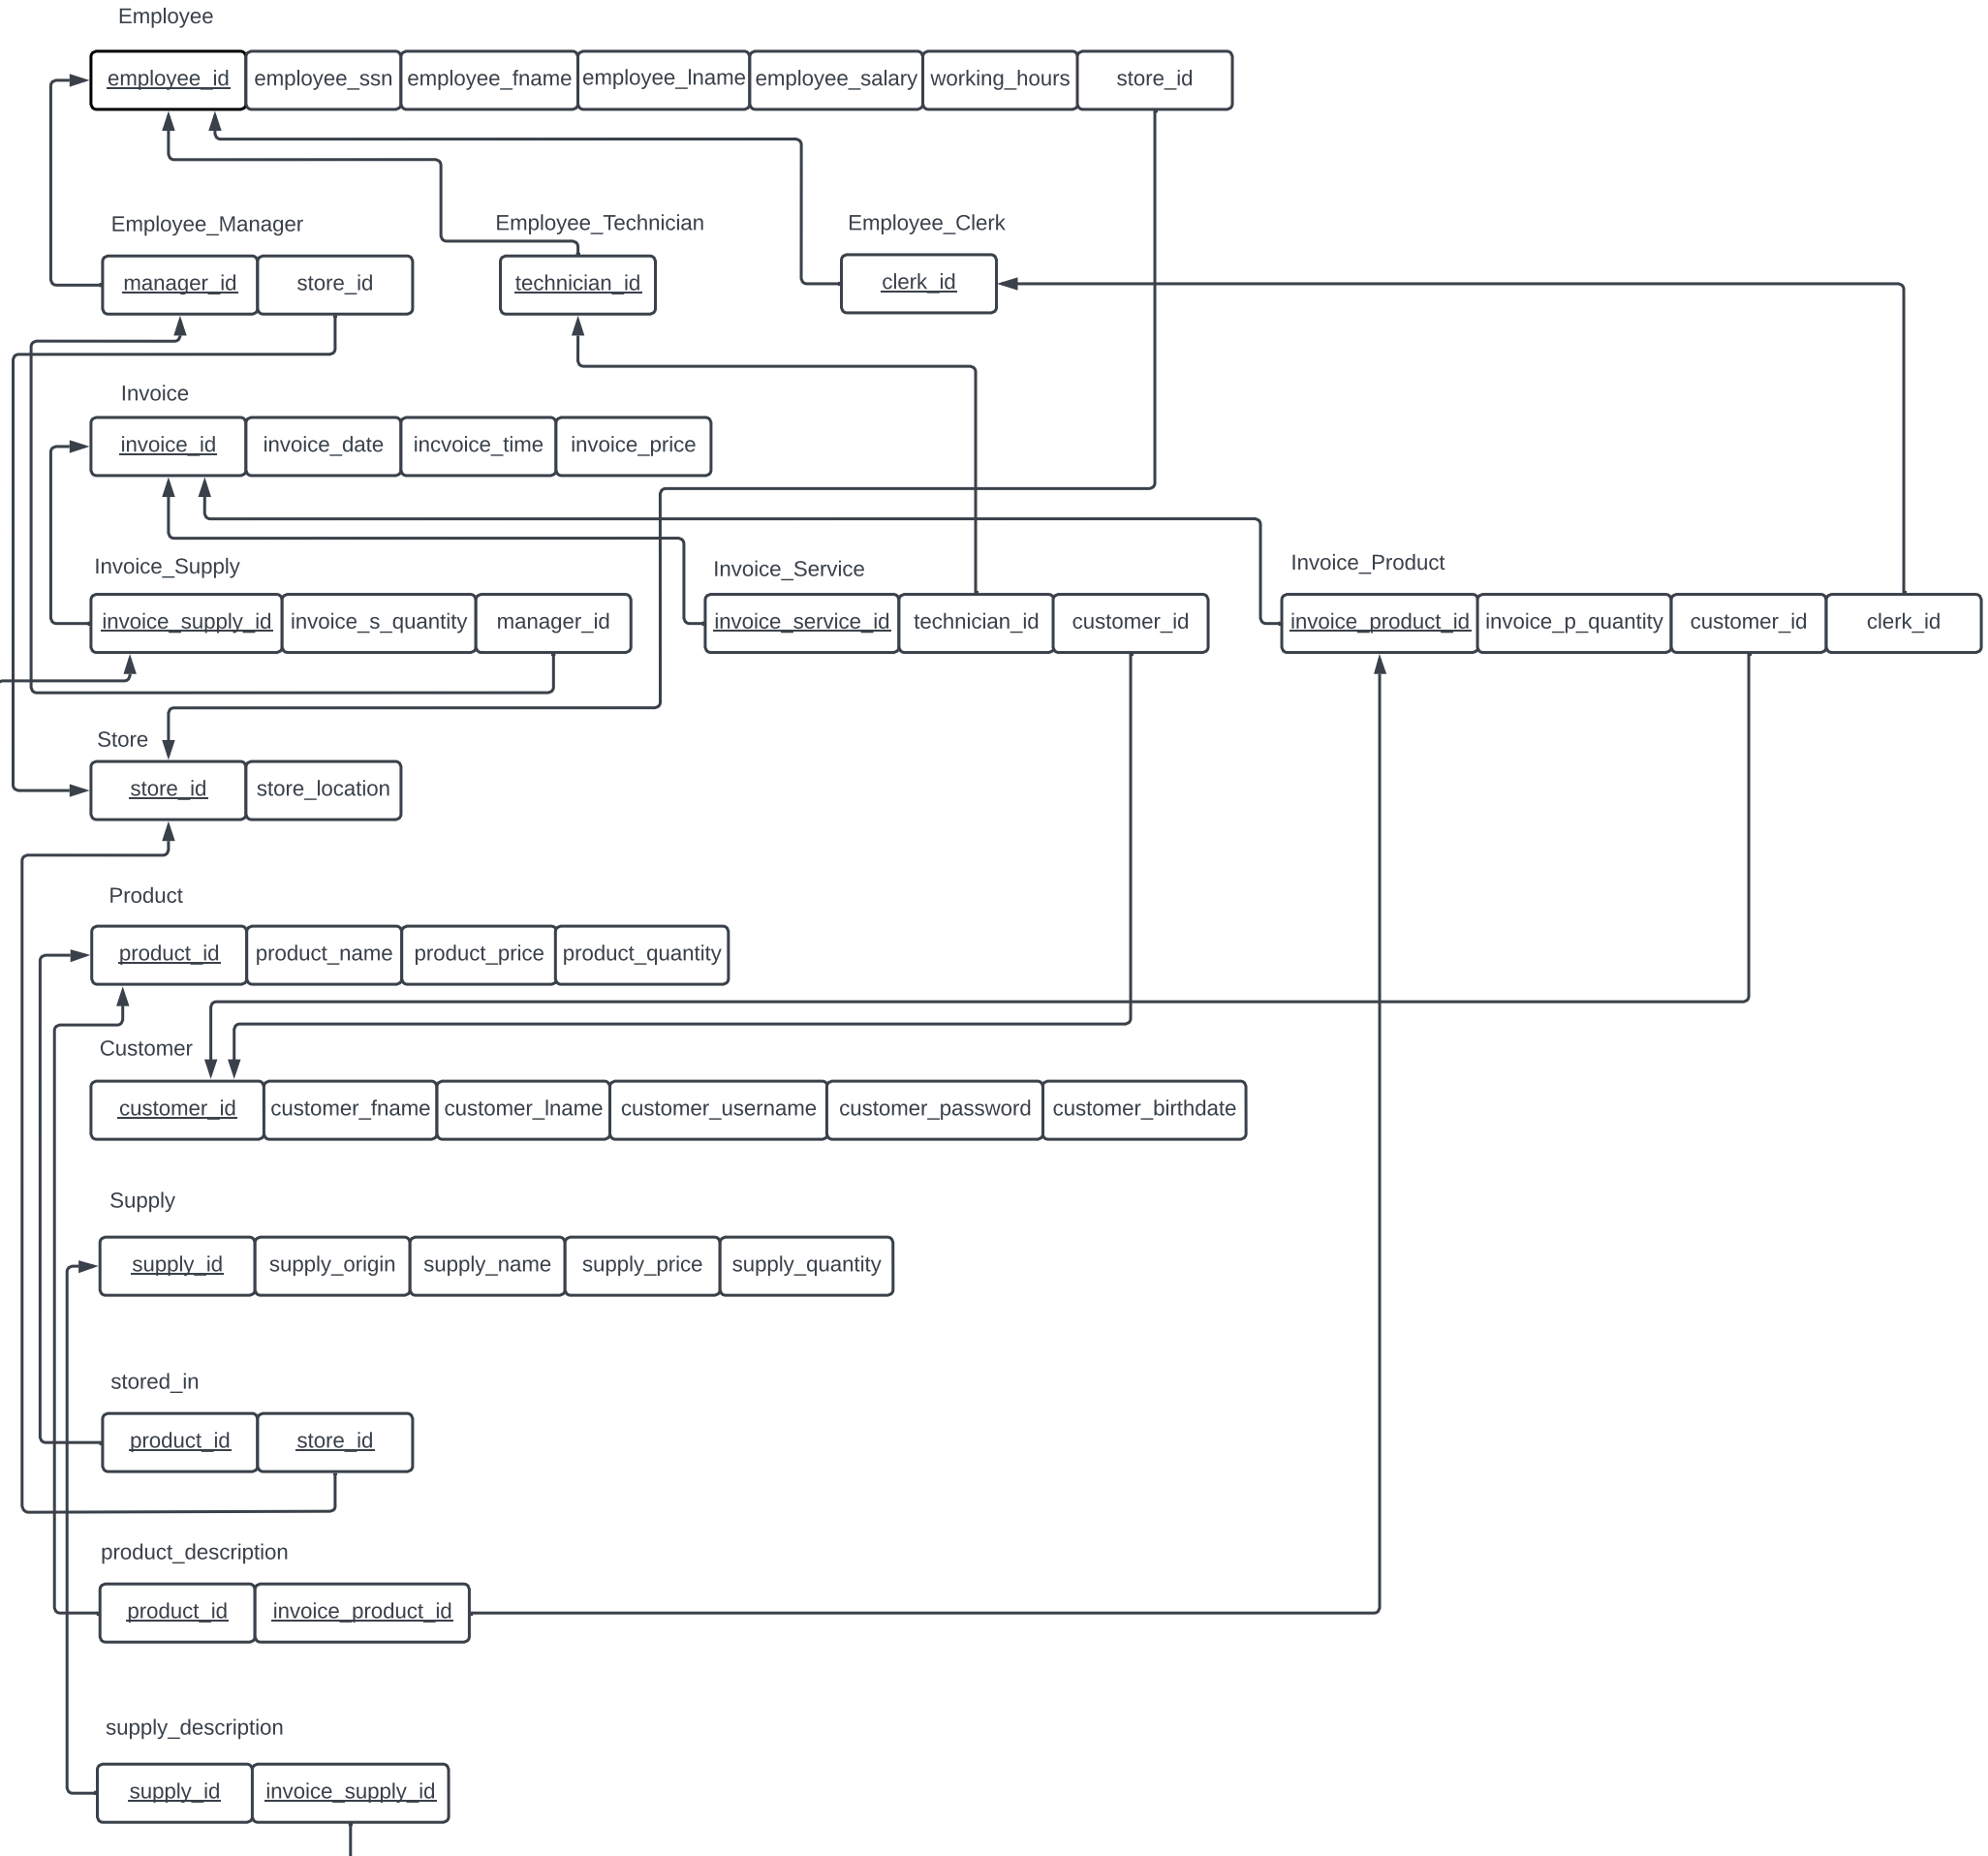 Employee
employee_id employee_ssn employee_fname employee_lname employee_salary working_hours store_id
Employee_Manager Employee_Technician Employee_Clerk
manager_id store_id technician_id clerk_id
Invoice
invoice_id invoice_date incvoice_time invoice_price
Invoice_Supply Invoice_Service Invoice_Product
invoice_supply_id invoice_s_quantity manager_id invoice_service_id technician_id customer_id invoice_product_id invoice_p_quantity customer_id clerk_id
Store
store_id store_location
Product
product_id product_name product_price product_quantity
Customer
customer_id customer_fname customer_lname customer_username customer_password customer_birthdate
Supply
supply_id supply_origin supply_name supply_price supply_quantity
stored_in
product_id store_id
product_description
product_id invoice_product_id
supply_description
supply_id invoice_supply_id